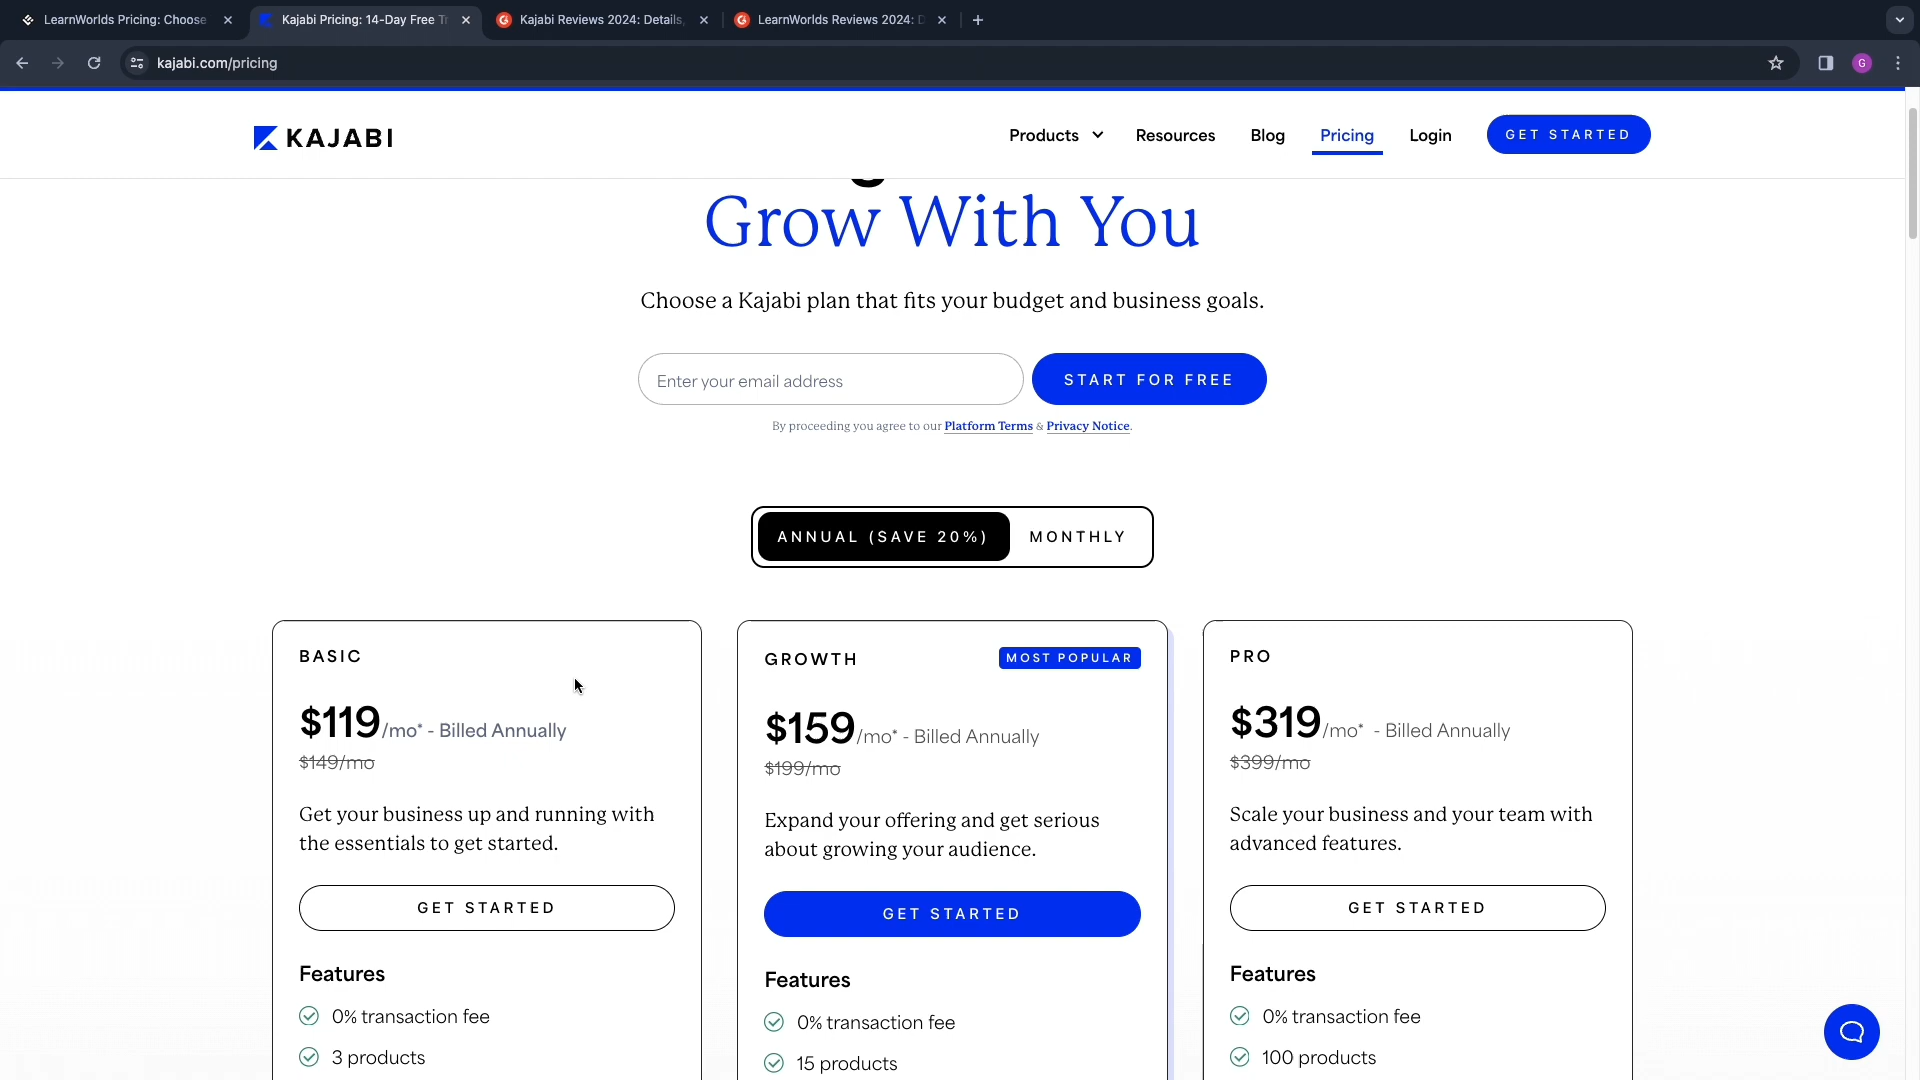 LearnWorlds Pricing: Choose
Kajabi Pricing: 14-Day Free Tr
Kajabi Reviews 2024: Details,
LearnWorlds Reviews 2024: D
kajabi.com/pricing
G
KAJABI
Products
Resources
Blog
Pricing
Login
GET STARTED
Grow With You
Choose a Kajabi plan that fits your budget and business goals.
Enter your email address
START FOR FREE
By proceeding you agree to our Platform Terms & Privacy Notice.
ANNUAL (SAVE 20%)
MONTHLY
BASIC
$119/mo* - Billed Annually
$149/mo
Get your business up and running with
the essentials to get started.
GET STARTED
Features
0% transaction fee
3 products
GROWTH
MOST POPULAR
$159/mo* - Billed Annually
$199/mo
Expand your offering and get serious
about growing your audience.
GET STARTED
Features
0% transaction fee
15 products
PRO
$319/mo* - Billed Annually
$399/mo
Scale your business and your team with
advanced features.
GET STARTED
Features
0% transaction fee
100 products